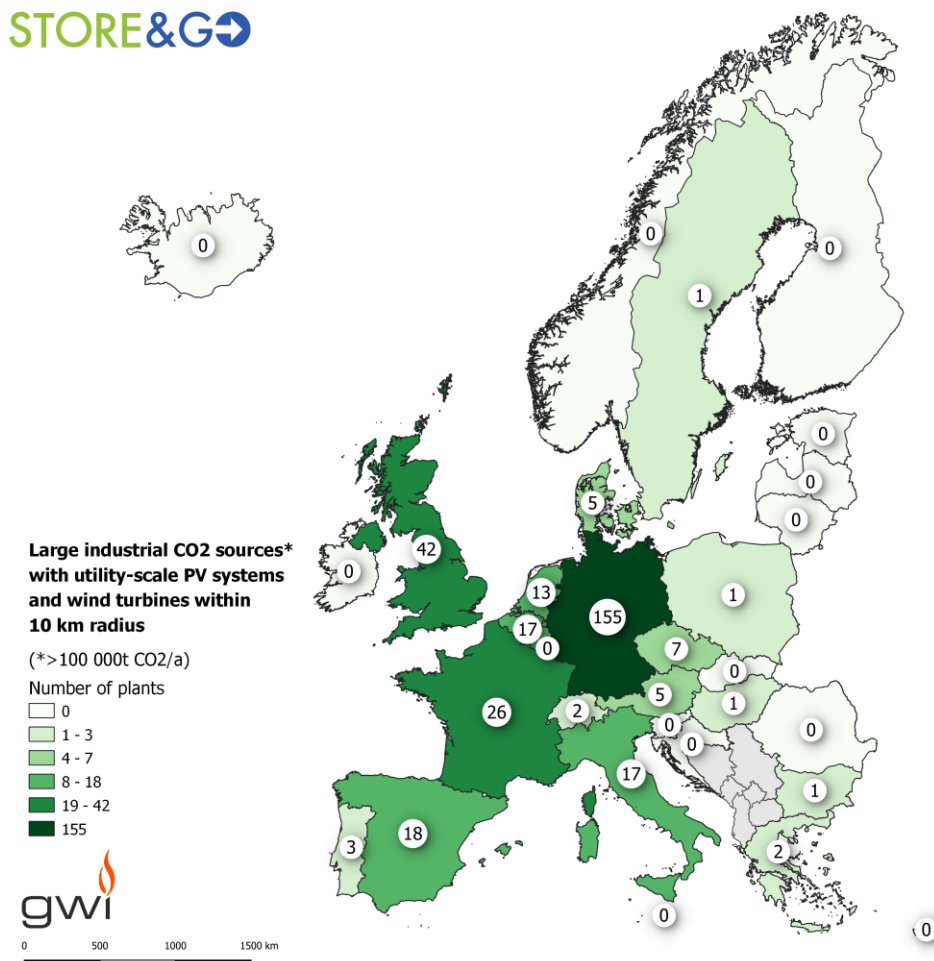 STORE&GO
0
0
0
1
0
0
0
42
0
5
13
17
0
155
1
7
0
5
1
2
0
0
0
26
17
1
18
3
2
0
0
Large industrial CO2 sources*
with utility-scale PV systems
and wind turbines within
10 km radius
(*>100 000t CO2/a)
Number of plants
0
1 - 3
4 - 7
8 - 18
19 - 42
155
gwi
0 500 1000 1500 km